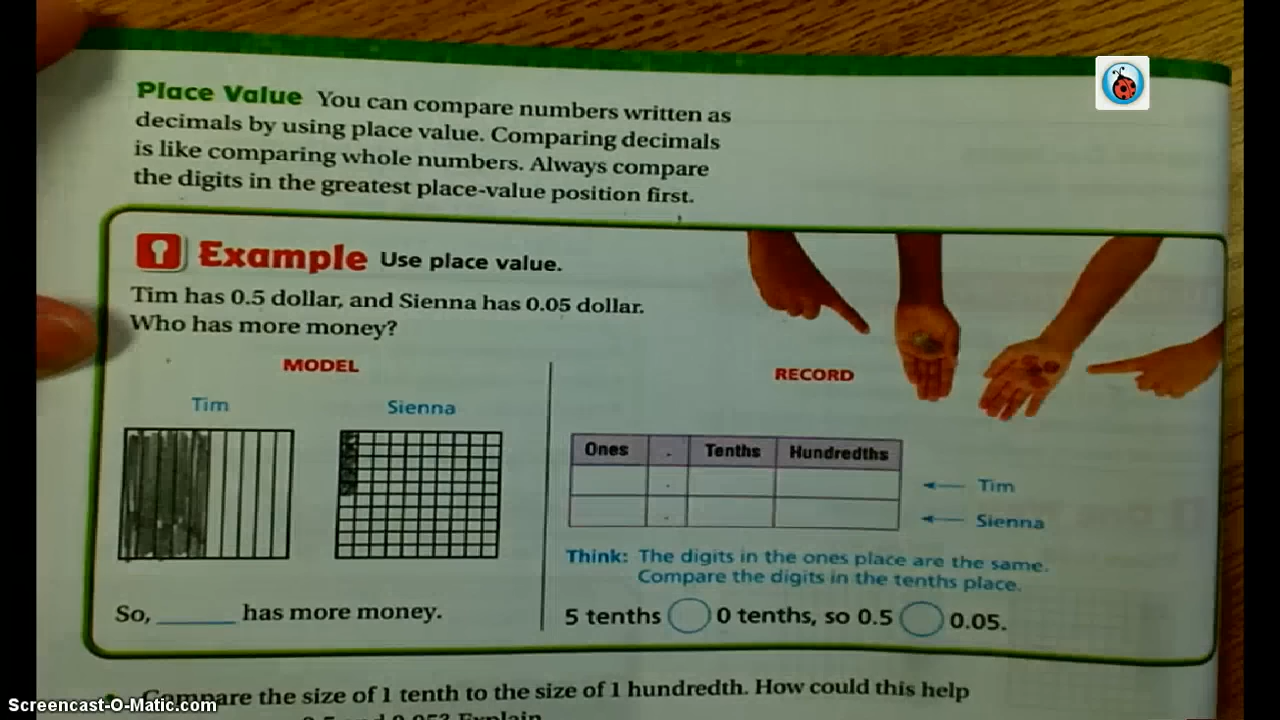 Place Value You can compare numbers written as
decimals by using place value. Comparing decimals
is like comparing whole numbers. Always compare
the digits in the greatest place-value position first.
Example Use place value.
Tim has 0.5 dollar, and Sienna has 0.05 dollar.
Who has more money?
MODEL
Tim
Sienna
So, ______ has more money.
RECORD
Ones . Tenths Hundredths
. Tim
. Sienna
Think: The digits in the ones place are the same.
Compare the digits in the tenths place.
5 tenths ◯ 0 tenths, so 0.5 ◯ 0.05.
Compare the size of 1 tenth to the size of 1 hundredth. How could this help
Explain
Screencast-O-Matic.com